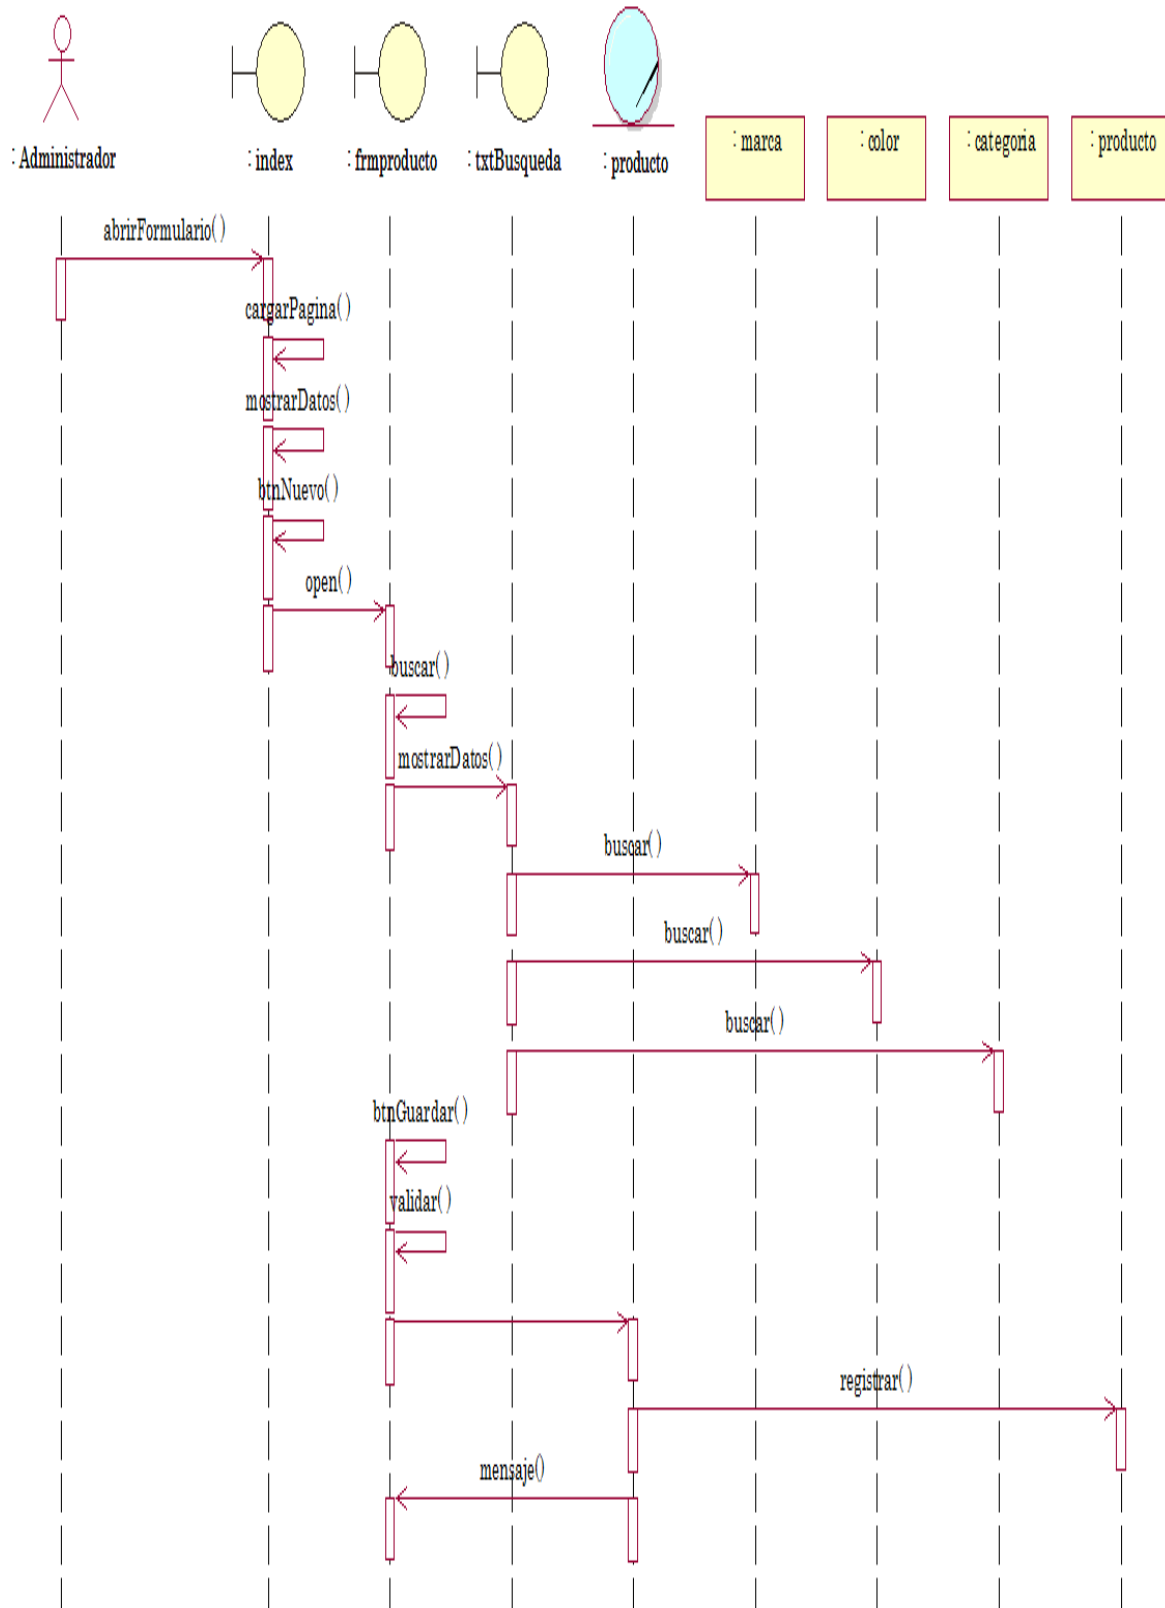 : Administrador
: index
: frmproducto
: txtBusqueda
: producto
: marca
: color
: categoria
: producto
abrirFormulario( )
cargarPagina( )
mostrarDatos( )
btnNuevo( )
open( )
buscar( )
mostrarDatos( )
buscar( )
buscar( )
buscar( )
btnGuardar( )
validar( )
registrar( )
mensaje()